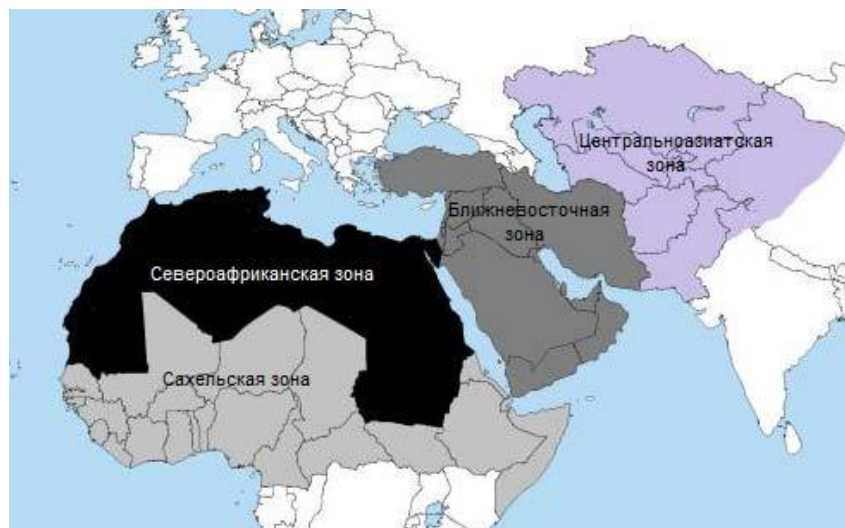 Центральноазиатская
зона
Ближневосточная
зона
Североафриканская зона
Сахельская зона